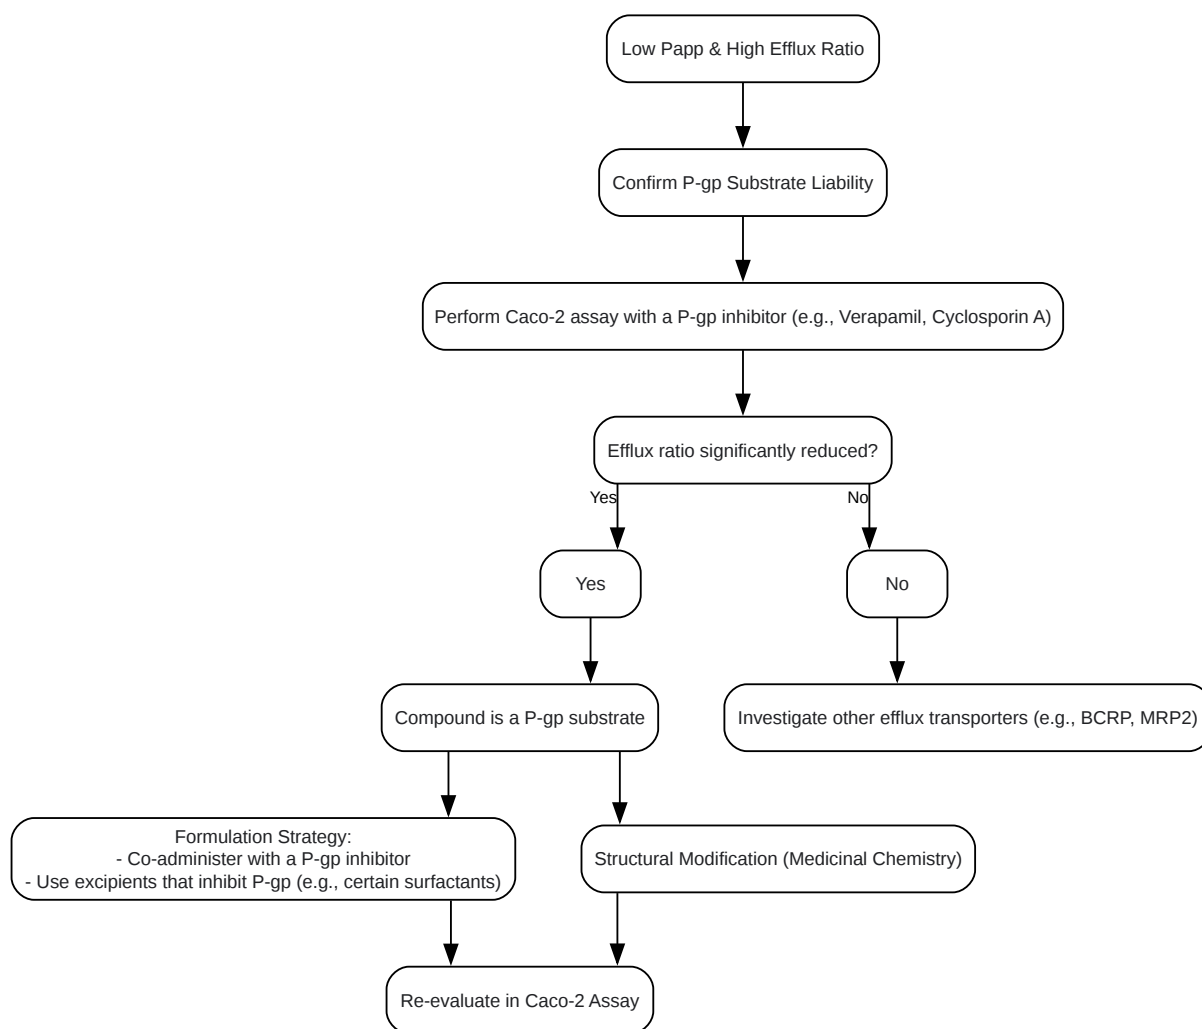 Low Papp & High Efflux Ratio
Confirm P-gp Substrate Liability
Perform Caco-2 assay with a P-gp inhibitor (e.g., Verapamil, Cyclosporin A)
Efflux ratio significantly reduced?
Yes
No
Yes
No
Compound is a P-gp substrate
Investigate other efflux transporters (e.g., BCRP, MRP2)
Formulation Strategy:
- Co-administer with a P-gp inhibitor
- Use excipients that inhibit P-gp (e.g., certain surfactants)
Structural Modification (Medicinal Chemistry)
Re-evaluate in Caco-2 Assay